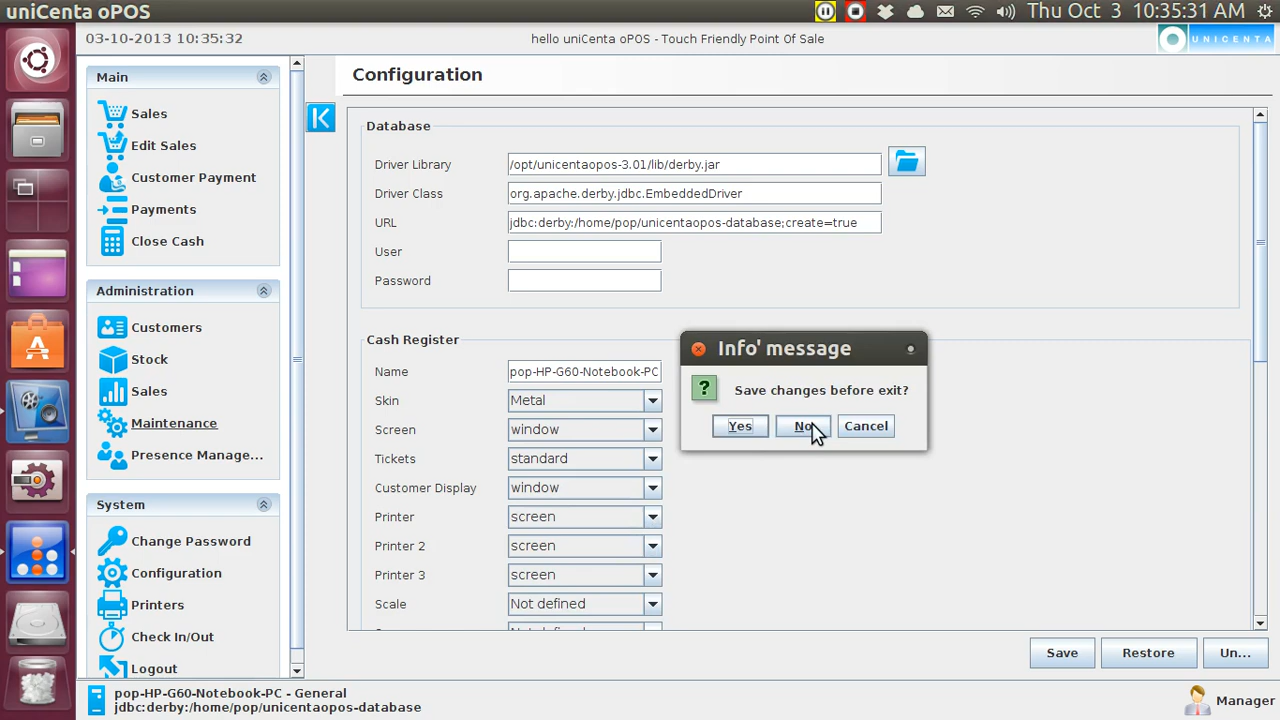 uniCenta oPOS
Thu Oct 3 10:35:31 AM
03-10-2013 10:35:32
hello uniCenta oPOS - Touch Friendly Point Of Sale
UNICENTA
Main
Sales
Edit Sales
Customer Payment
Payments
Close Cash
Administration
Customers
Stock
Sales
Maintenance
Presence Manage...
System
Change Password
Configuration
Printers
Check In/Out
Logout
Configuration
Database
Driver Library /opt/unicentaopos-3.01/lib/derby.jar
Driver Class org.apache.derby.jdbc.EmbeddedDriver
URL jdbc:derby:/home/pop/unicentaopos-database;create=true
User
Password
Cash Register
Name pop-HP-G60-Notebook-PC
Skin Metal
Screen window
Tickets standard
Customer Display window
Printer screen
Printer 2 screen
Printer 3 screen
Scale Not defined
Info' message
Save changes before exit?
Yes No Cancel
Save Restore Un...
pop-HP-G60-Notebook-PC - General
jdbc:derby:/home/pop/unicentaopos-database
Manager